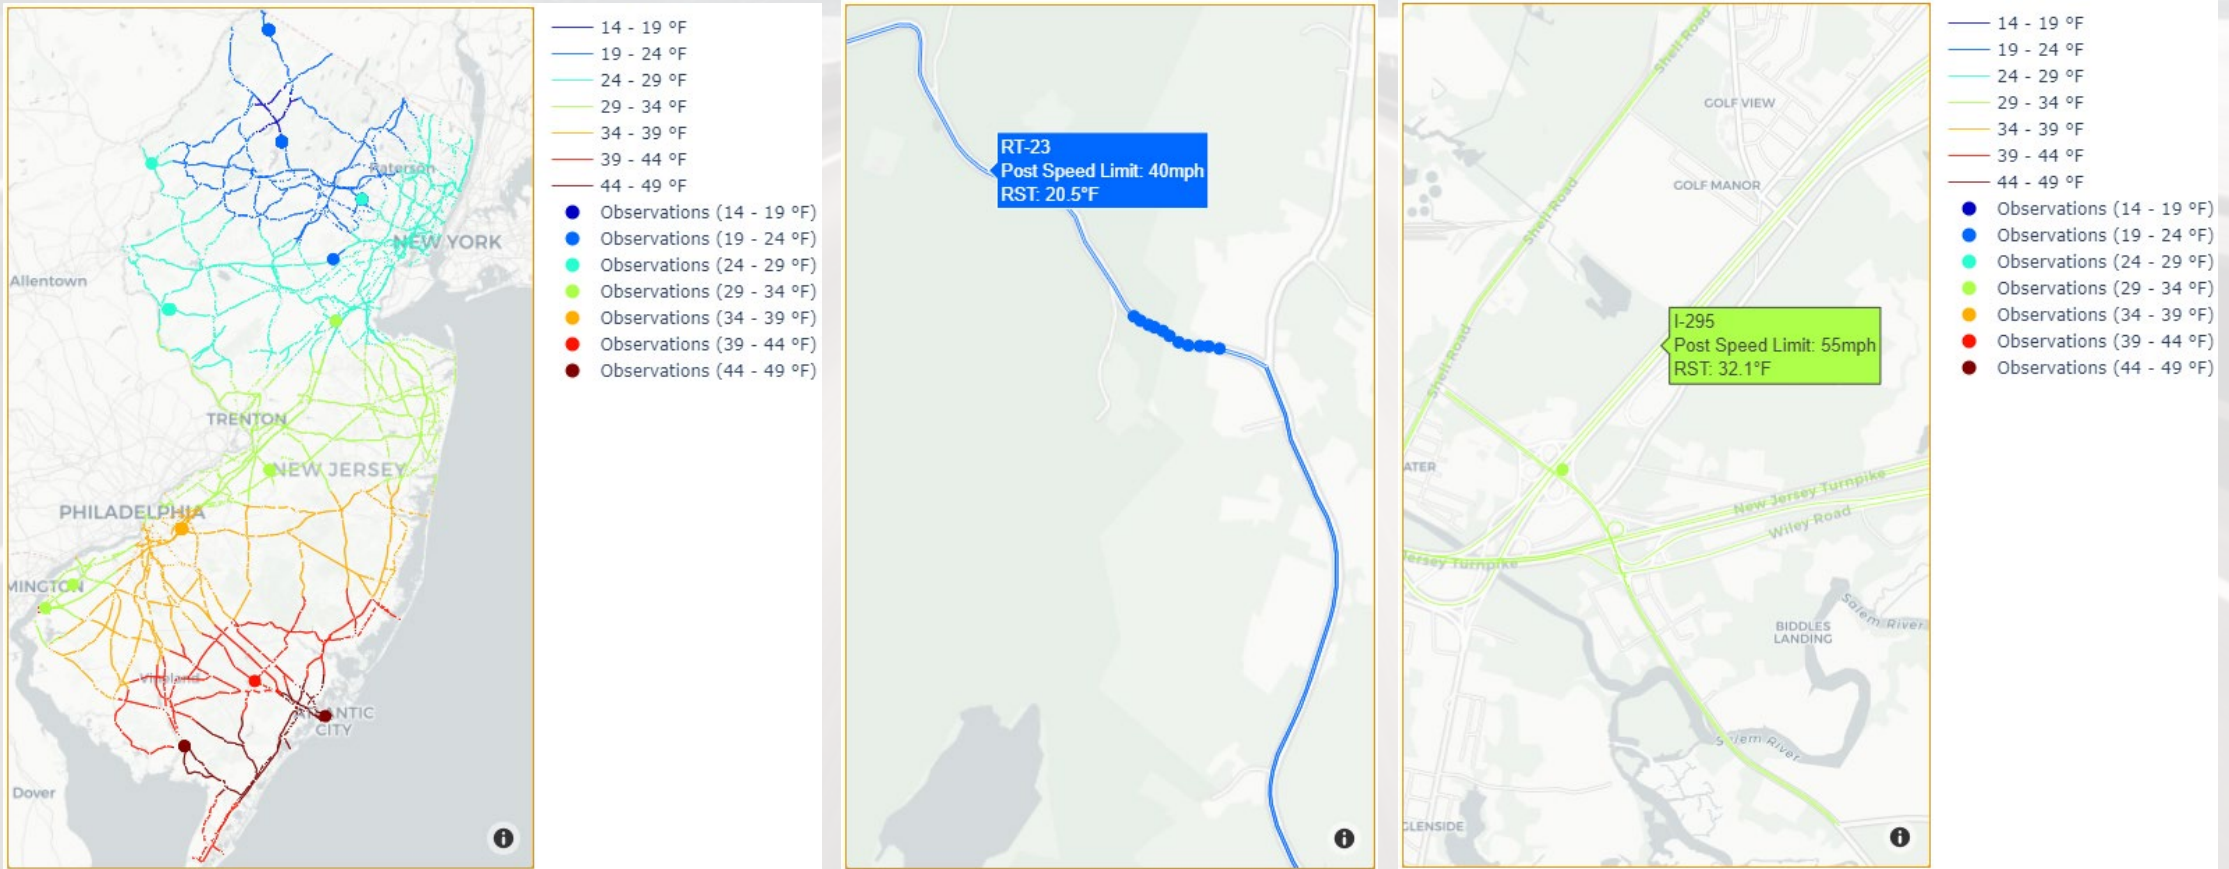 14 - 19 °F
19 - 24 °F
24 - 29 °F
29 - 34 °F
34 - 39 °F
39 - 44 °F
44 - 49 °F
Observations (14 - 19 °F)
Observations (19 - 24 °F)
Observations (24 - 29 °F)
Observations (29 - 34 °F)
Observations (34 - 39 °F)
Observations (39 - 44 °F)
Observations (44 - 49 °F)
Paterson
NEW YORK
Allentown
TRENTON
NEW JERSEY
PHILADELPHIA
MINGTON
Vineland
ATLANTIC
CITY
Dover
i
RT-23
Post Speed Limit: 40mph
RST: 20.5°F
i
Shell Road
GOLF VIEW
GOLF MANOR
Shell Road
Shell Road
I-295
Post Speed Limit: 55mph
RST: 32.1°F
ATER
New Jersey Turnpike
Wiley Road
Jersey Turnpike
Salem River
BIDDLES
LANDING
Salem River
GLENSIDE
i
14 - 19 °F
19 - 24 °F
24 - 29 °F
29 - 34 °F
34 - 39 °F
39 - 44 °F
44 - 49 °F
Observations (14 - 19 °F)
Observations (19 - 24 °F)
Observations (24 - 29 °F)
Observations (29 - 34 °F)
Observations (34 - 39 °F)
Observations (39 - 44 °F)
Observations (44 - 49 °F)